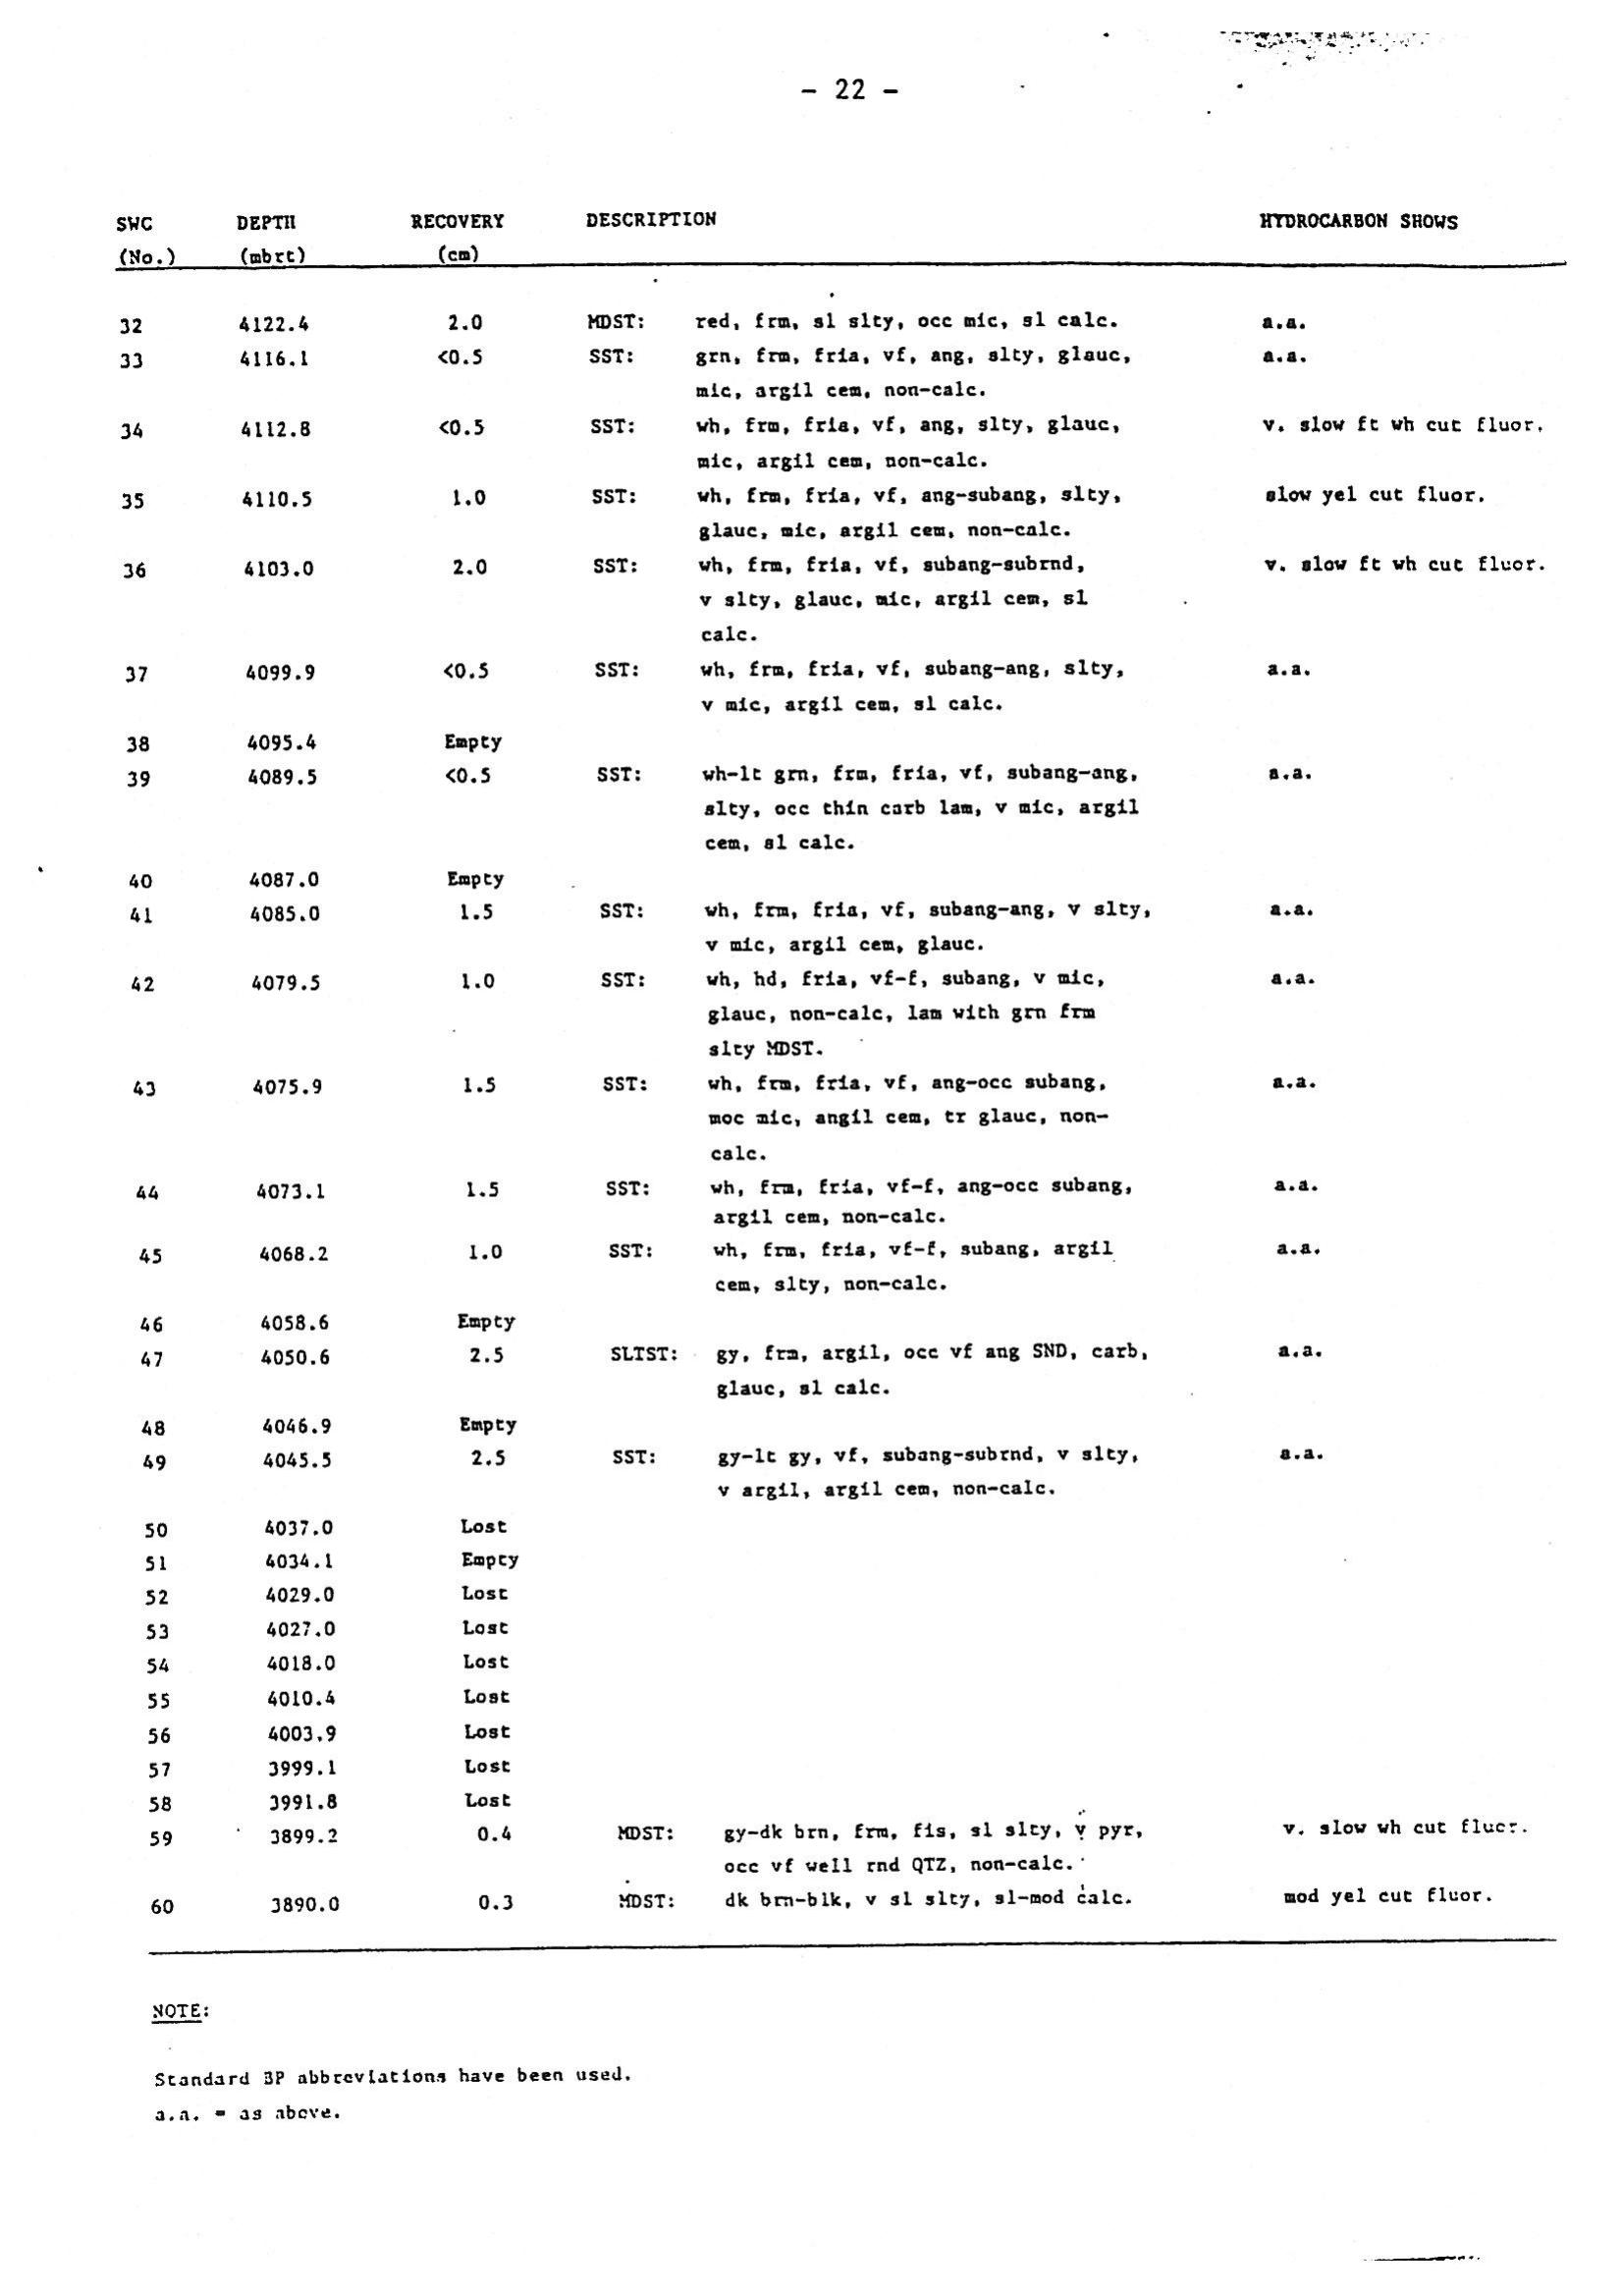 - 22 -
SWC DEPTH RECOVERY DESCRIPTION HYDROCARBON SHOWS
(No.) (mbrt) (cm)
32 4122.4 2.0 MDST: red, frm, sl slty, occ mic, sl calc. a.a.
33 4116.1 <0.5 SST: grn, frm, fria, vf, ang, slty, glauc, a.a.
mic, argil cem, non-calc.
34 4112.8 <0.5 SST: wh, frm, fria, vf, ang, slty, glauc, v. slow ft wh cut fluor.
mic, argil cem, non-calc.
35 4110.5 1.0 SST: wh, frm, fria, vf, ang-subang, slty, slow yel cut fluor.
glauc, mic, argil cem, non-calc.
36 4103.0 2.0 SST: wh, frm, fria, vf, subang-subrnd, v. slow ft wh cut fluor.
v slty, glauc, mic, argil cem, sl
calc.
37 4099.9 <0.5 SST: wh, frm, fria, vf, subang-ang, slty, a.a.
v mic, argil cem, sl calc.
38 4095.4 Empty
39 4089.5 <0.5 SST: wh-lt grn, frm, fria, vf, subang-ang, a.a.
slty, occ thin carb lam, v mic, argil
cem, sl calc.
40 4087.0 Empty
41 4085.0 1.5 SST: wh, frm, fria, vf, subang-ang, v slty, a.a.
v mic, argil cem, glauc.
42 4079.5 1.0 SST: wh, hd, fria, vf-f, subang, v mic, a.a.
glauc, non-calc, lam with grn frm
slty MDST.
43 4075.9 1.5 SST: wh, frm, fria, vf, ang-occ subang, a.a.
moc mic, angil cem, tr glauc, non-
calc.
44 4073.1 1.5 SST: wh, frm, fria, vf-f, ang-occ subang, a.a.
argil cem, non-calc.
45 4068.2 1.0 SST: wh, frm, fria, vf-f, subang, argil a.a.
cem, slty, non-calc.
46 4058.6 Empty
47 4050.6 2.5 SLTST: gy, frm, argil, occ vf ang SND, carb, a.a.
glauc, sl calc.
48 4046.9 Empty
49 4045.5 2.5 SST: gy-lt gy, vf, subang-subrnd, v slty, a.a.
v argil, argil cem, non-calc.
50 4037.0 Lost
51 4034.1 Empty
52 4029.0 Lost
53 4027.0 Lost
54 4018.0 Lost
55 4010.4 Lost
56 4003.9 Lost
57 3999.1 Lost
58 3991.8 Lost
59 3899.2 0.4 MDST: gy-dk brn, frm, fis, sl slty, v pyr, v. slow wh cut fluor.
occ vf well rnd QTZ, non-calc.
60 3890.0 0.3 MDST: dk brn-blk, v sl slty, sl-mod calc. mod yel cut fluor.
NOTE:
Standard BP abbreviations have been used.
a.a. = as above.